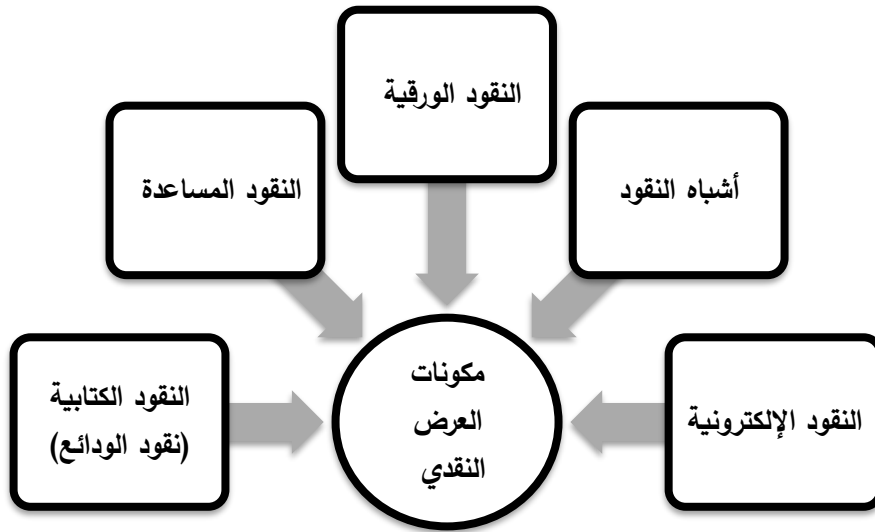 النقود الورقية
أشباه النقود
النقود المساعدة
النقود الإلكترونية
مكونات
العرض
النقدي
النقود الكتابية
(نقود الودائع)